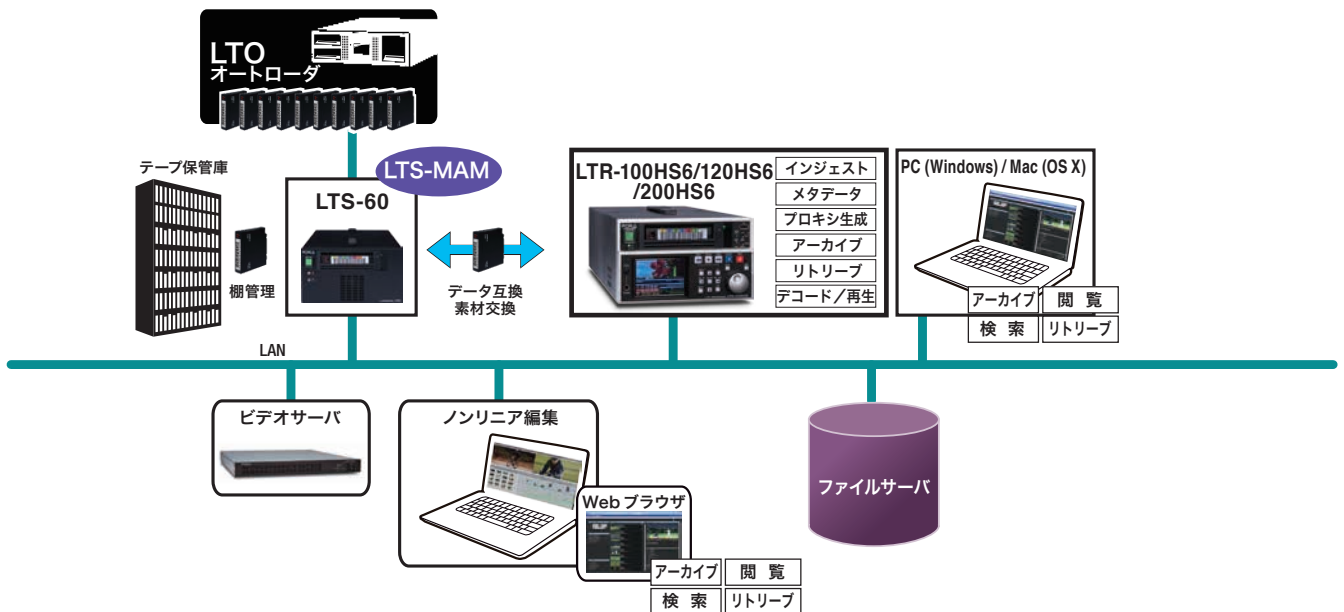 LTO
オートローダ
LTS-MAM
テープ保管庫
LTS-60
棚管理
データ互換
素材交換
LTR-100HS6/120HS6
/200HS6
インジェスト
メタデータ
プロキシ生成
アーカイブ
リトリーブ
デコード／再生
PC (Windows) / Mac (OS X)
アーカイブ
閲 覧
検 索
リトリーブ
LAN
ビデオサーバ
ノンリニア編集
Web ブラウザ
アーカイブ
閲 覧
検 索
リトリーブ
ファイルサーバ